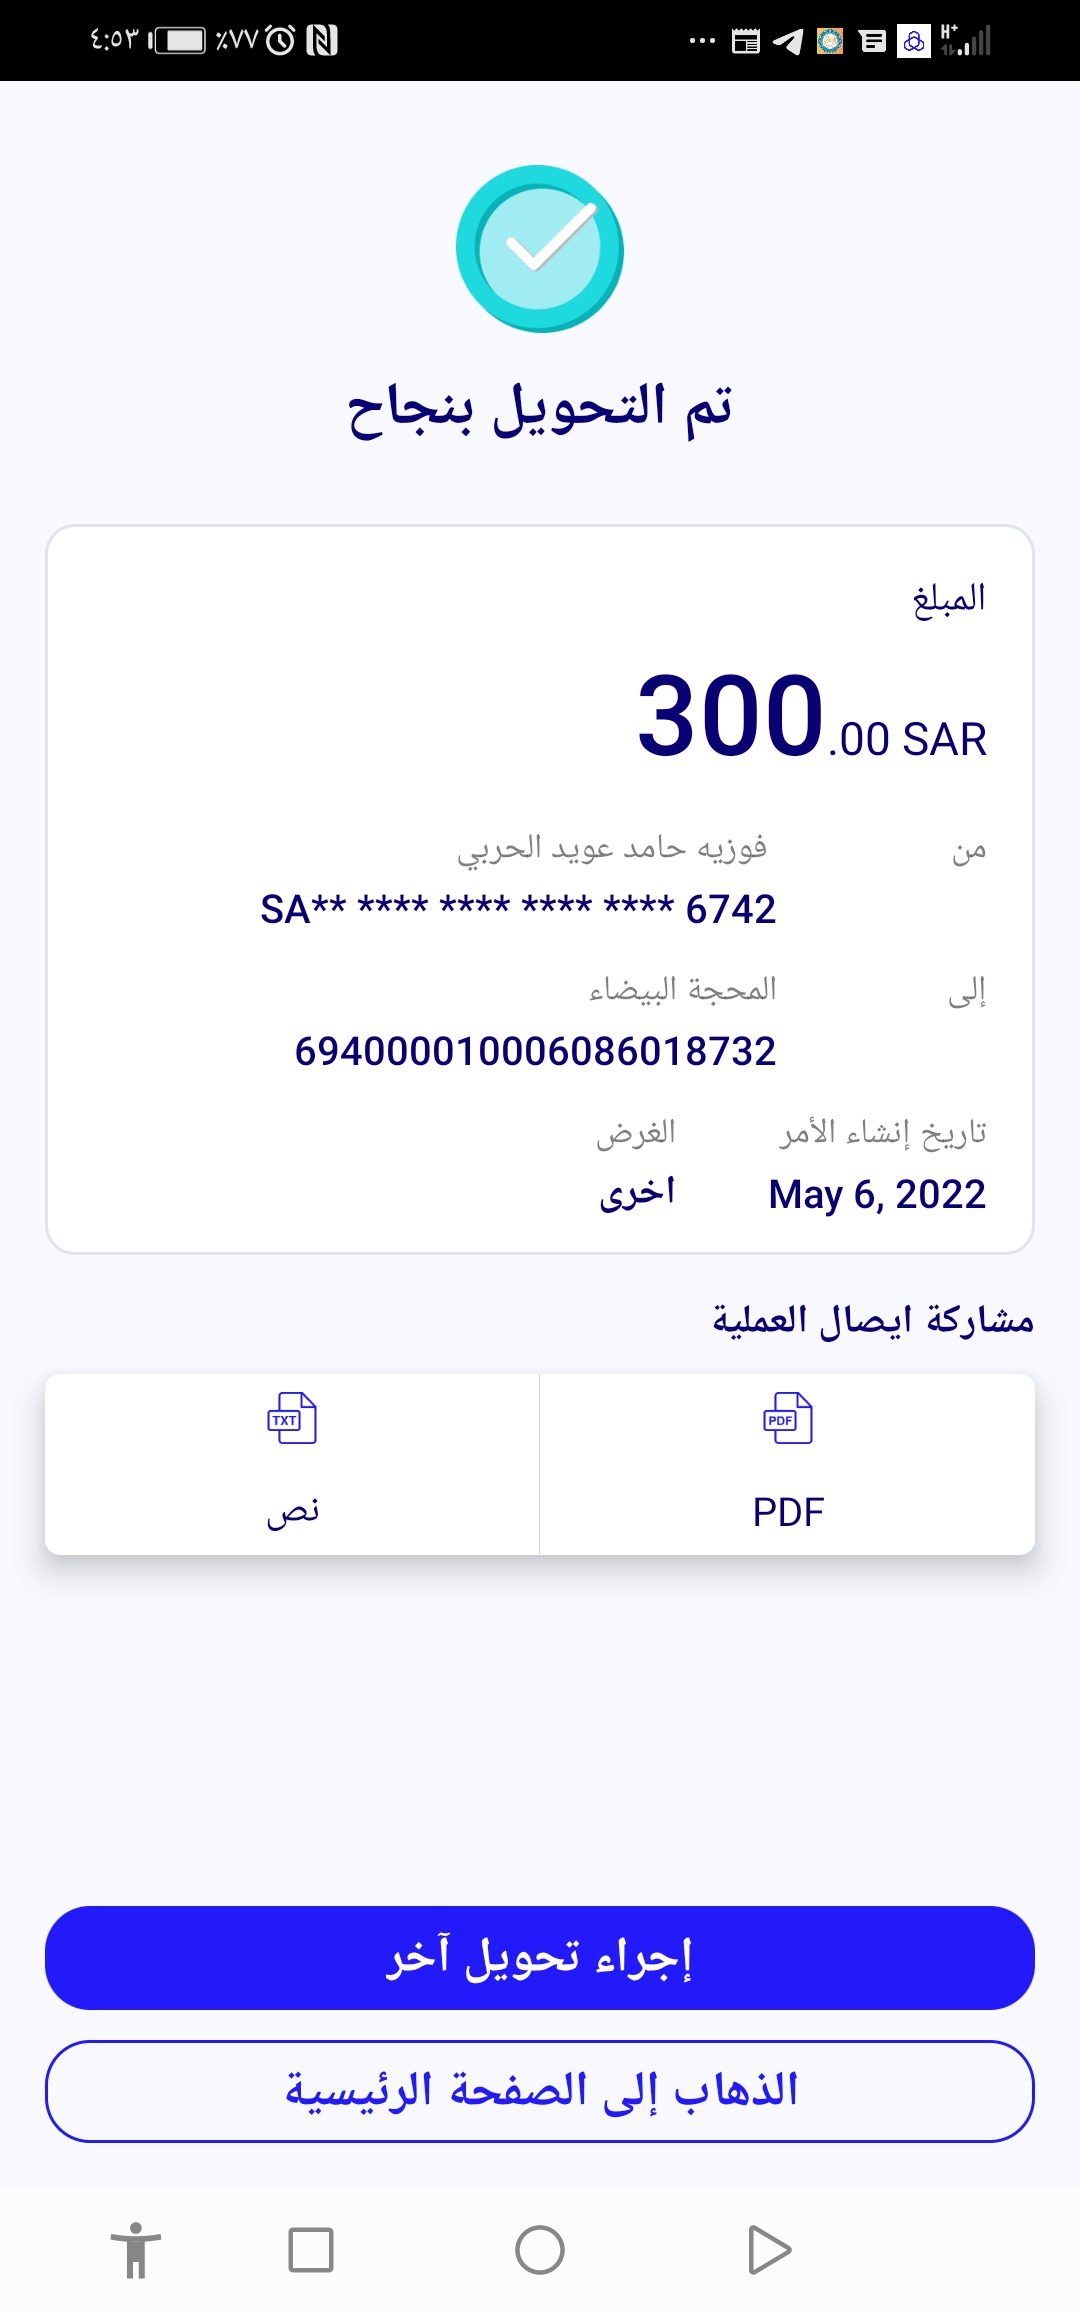 ٤:٥٣ ٪٧٧ H+
تم التحويل بنجاح
المبلغ
300.00 SAR
من فوزيه حامد عويد الحربي
SA** **** **** **** **** 6742
إلى المحجة البيضاء
694000010006086018732
تاريخ إنشاء الأمر الغرض
May 6, 2022 اخرى
مشاركة ايصال العملية
PDF TXT
PDF نص
إجراء تحويل آخر
الذهاب إلى الصفحة الرئيسية